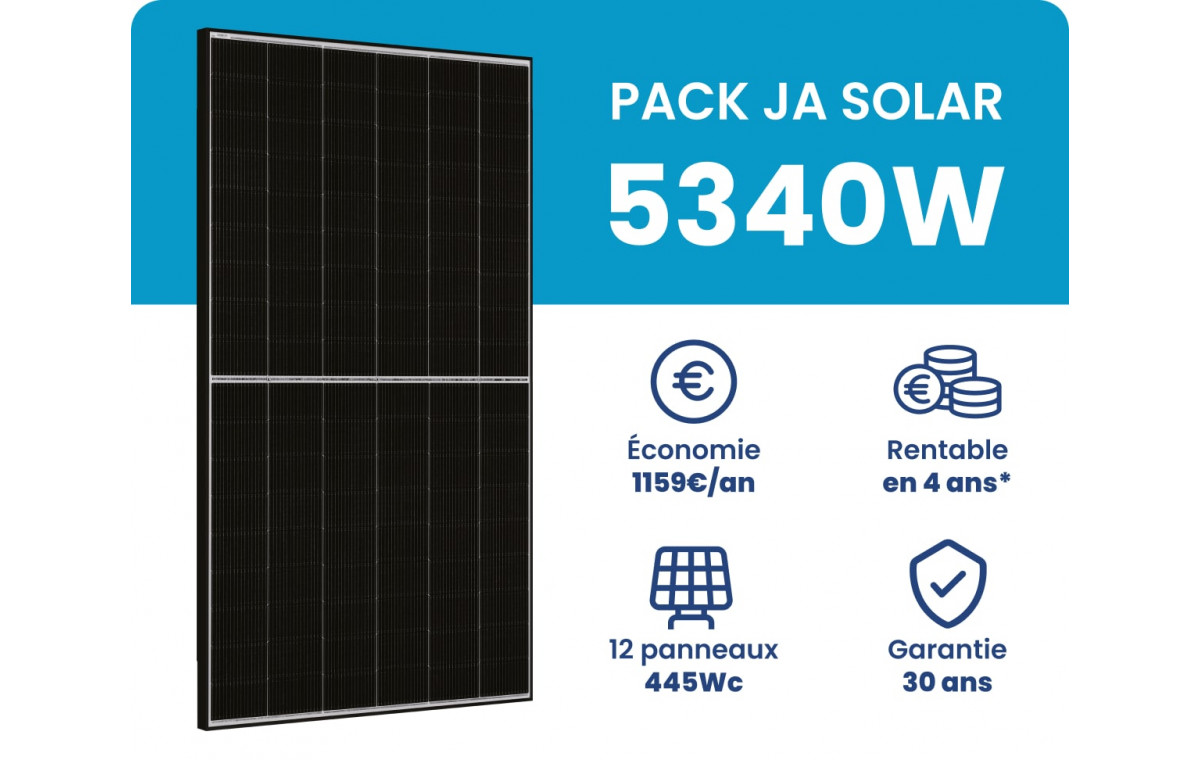 PACK JA SOLAR
5340W
Économie
1159€/an
Rentable
en 4 ans*
12 panneaux
445Wc
Garantie
30 ans